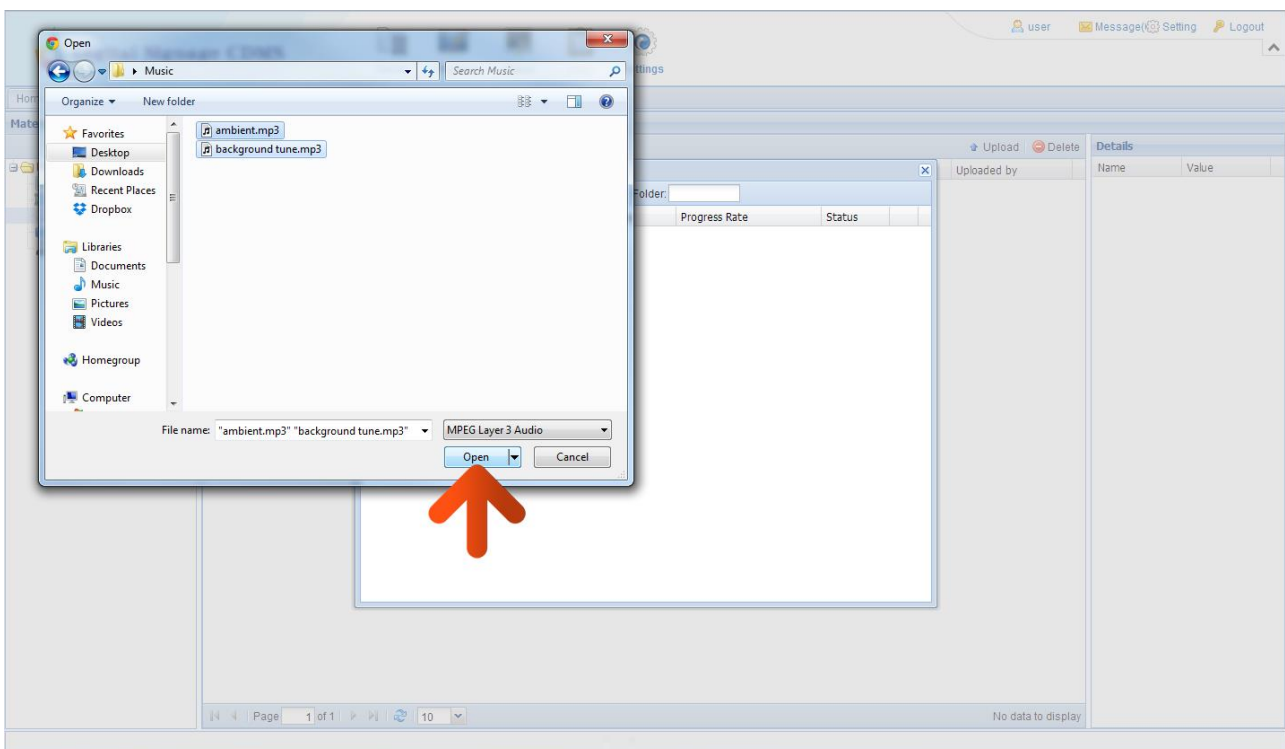 Open
user Message( Setting Logout
Music Search Music
ttings
Hom
Organize New folder
Mate
Favorites
Desktop
Downloads
Recent Places
Dropbox
Libraries
Documents
Music
Pictures
Videos
Homegroup
Computer
ambient.mp3
background tune.mp3
Upload Delete Details
Uploaded by Name Value
Folder:
Progress Rate Status
File name: "ambient.mp3" "background tune.mp3" MPEG Layer 3 Audio
Open Cancel
Page 1 of 1 10 No data to display